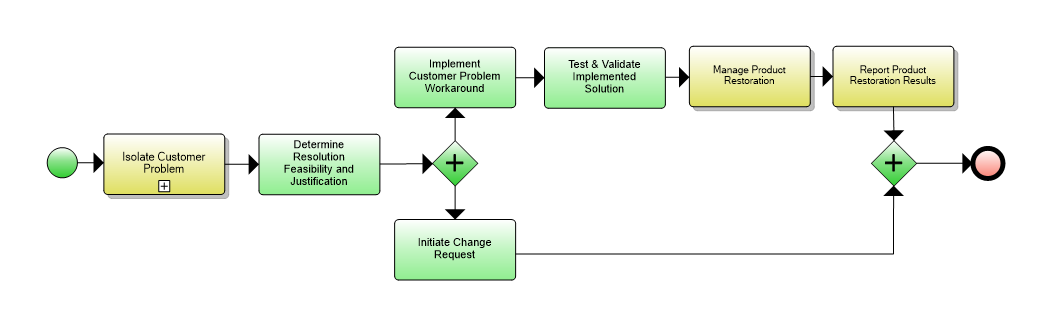 Isolate Customer
Problem
Determine
Resolution
Feasibility and
Justification
Implement
Customer Problem
Workaround
Test & Validate
Implemented
Solution
Manage Product
Restoration
Report Product
Restoration Results
Initiate Change
Request